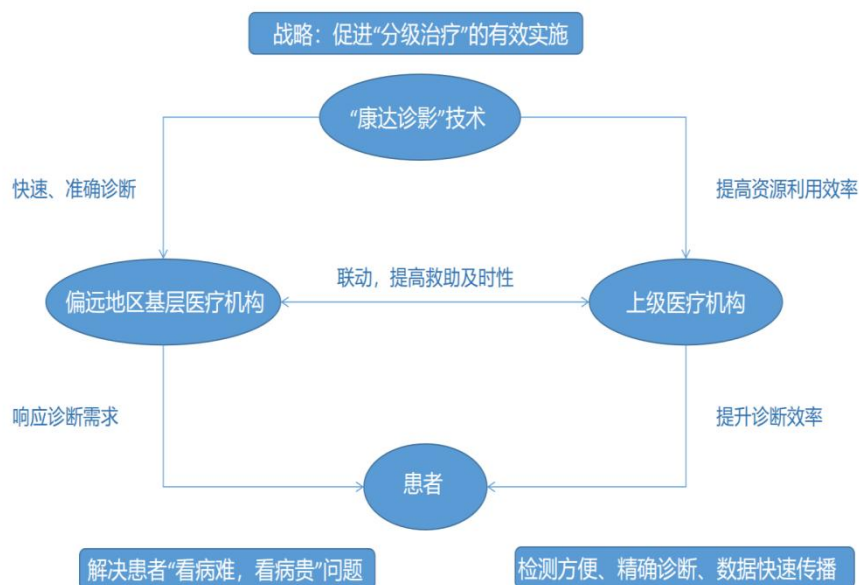 战略：促进“分级治疗”的有效实施
“康达诊影”技术
快速、准确诊断
提高资源利用效率
联动，提高救助及时性
偏远地区基层医疗机构
上级医疗机构
响应诊断需求
提升诊断效率
患者
解决患者“看病难，看病贵”问题
检测方便、精确诊断、数据快速传播